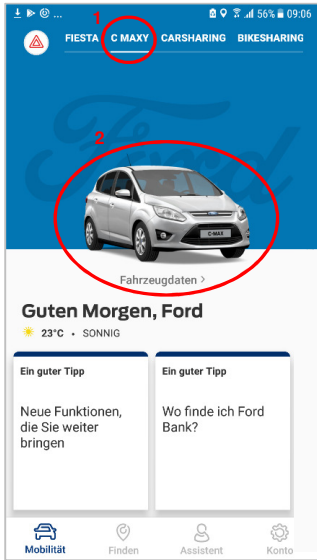 1
... 56% 09:06
FIESTA C MAXY CARSHARING BIKESHARING
Ford
2
C-MAX
Fahrzeugdaten >
Guten Morgen, Ford
23°C • SONNIG
Ein guter Tipp
Neue Funktionen,
die Sie weiter
bringen
Ein guter Tipp
Wo finde ich Ford
Bank?
Mobilität Finden Assistent Konto